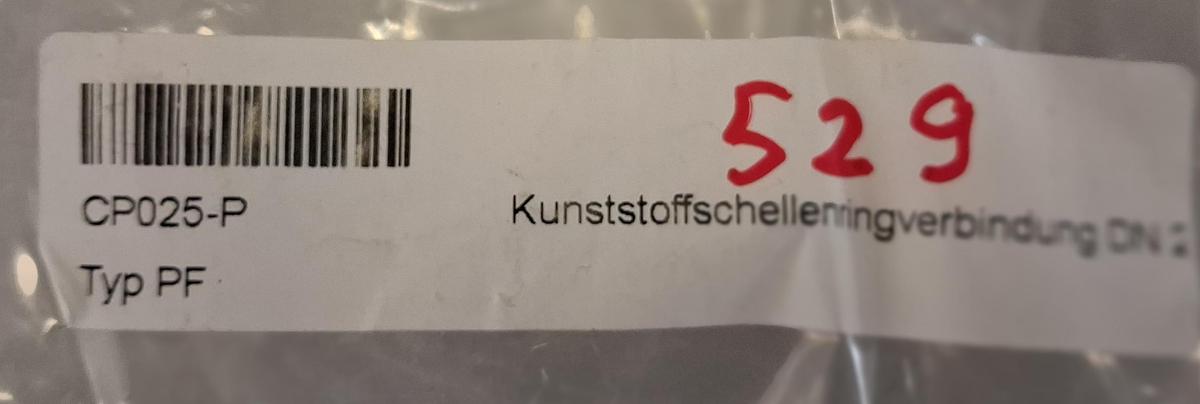 529
CP025-P Kunststoffschellenringverbindung DN
Typ PF